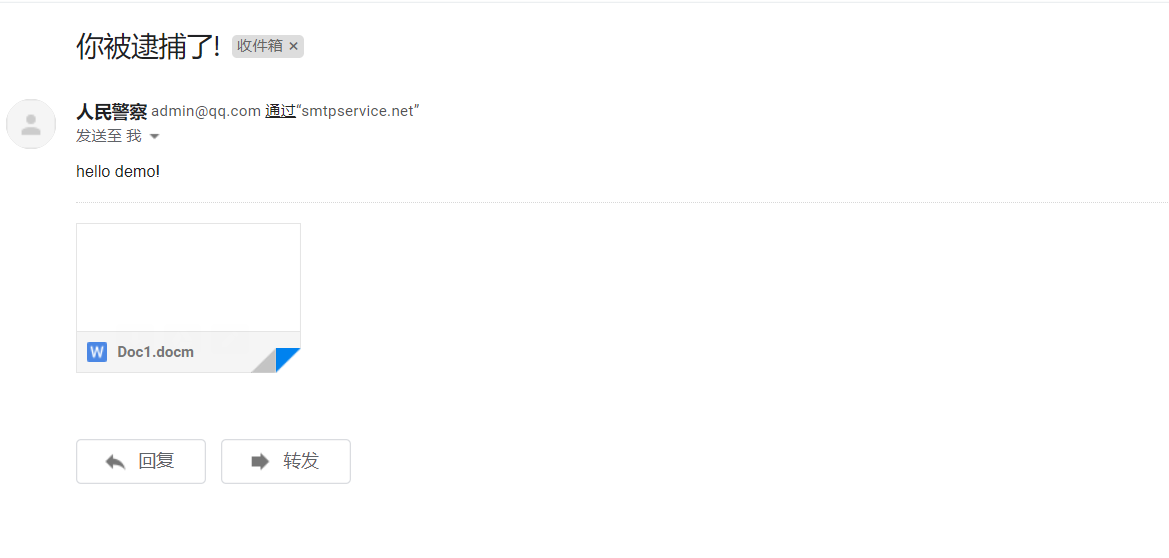 你被逮捕了! 收件箱 ×
人民警察 admin@qq.com 通过“smtpservice.net”
发送至 我
hello demo!
W Doc1.docm
回复 转发